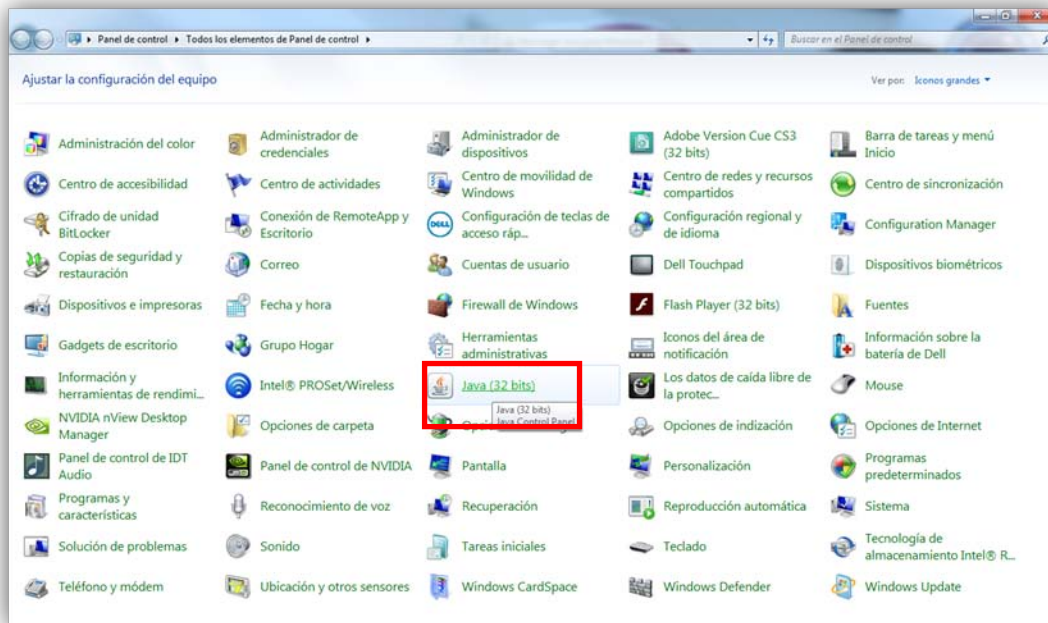 Panel de control ▸ Todos los elementos de Panel de control ▸
Buscar en el Panel de control
Ajustar la configuración del equipo
Ver por: Iconos grandes
Administración del color
Administrador de
credenciales
Administrador de
dispositivos
Adobe Version Cue CS3
(32 bits)
Barra de tareas y menú
Inicio
Centro de accesibilidad
Centro de actividades
Centro de movilidad de
Windows
Centro de redes y recursos
compartidos
Centro de sincronización
Cifrado de unidad
BitLocker
Conexión de RemoteApp y
Escritorio
DELL
Configuración de teclas de
acceso ráp...
Configuración regional y
de idioma
Configuration Manager
Copias de seguridad y
restauración
Correo
Cuentas de usuario
Dell Touchpad
Dispositivos biométricos
Dispositivos e impresoras
Fecha y hora
Firewall de Windows
Flash Player (32 bits)
Fuentes
Gadgets de escritorio
Grupo Hogar
Herramientas
administrativas
Iconos del área de
notificación
Información sobre la
batería de Dell
Información y
herramientas de rendimi...
Intel® PROSet/Wireless
Java (32 bits)
Java (32 bits)
Java Control Panel
Los datos de caída libre de
la protec...
Mouse
NVIDIA nView Desktop
Manager
Opciones de carpeta
Opciones de indización
Opciones de Internet
Panel de control de IDT
Audio
Panel de control de NVIDIA
Pantalla
Personalización
Programas
predeterminados
Programas y
características
Reconocimiento de voz
Recuperación
Reproducción automática
Sistema
Solución de problemas
Sonido
Tareas iniciales
Teclado
Tecnología de
almacenamiento Intel® R...
Teléfono y módem
Ubicación y otros sensores
Windows CardSpace
Windows Defender
Windows Update